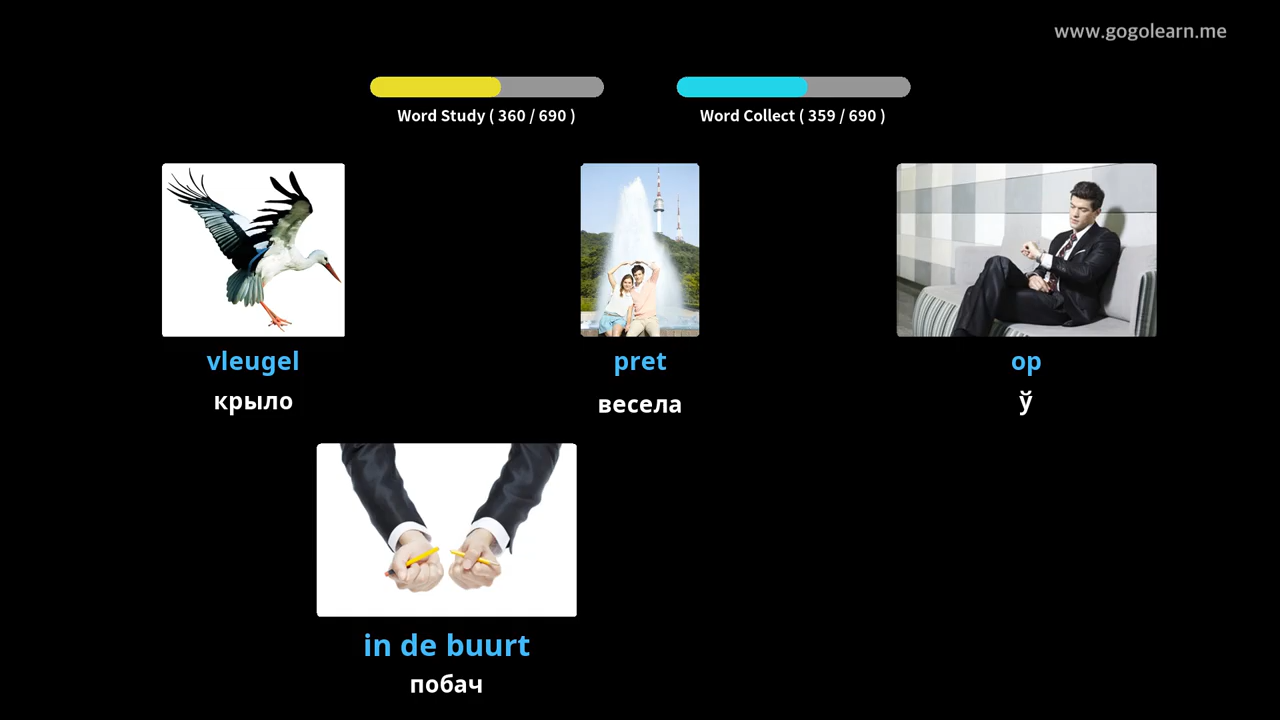 www.gogolearn.me
Word Study ( 360 / 690 )
Word Collect ( 359 / 690 )
vleugel
крыло
pret
весела
op
ў
in de buurt
побач